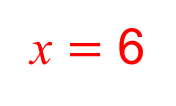 x = 6